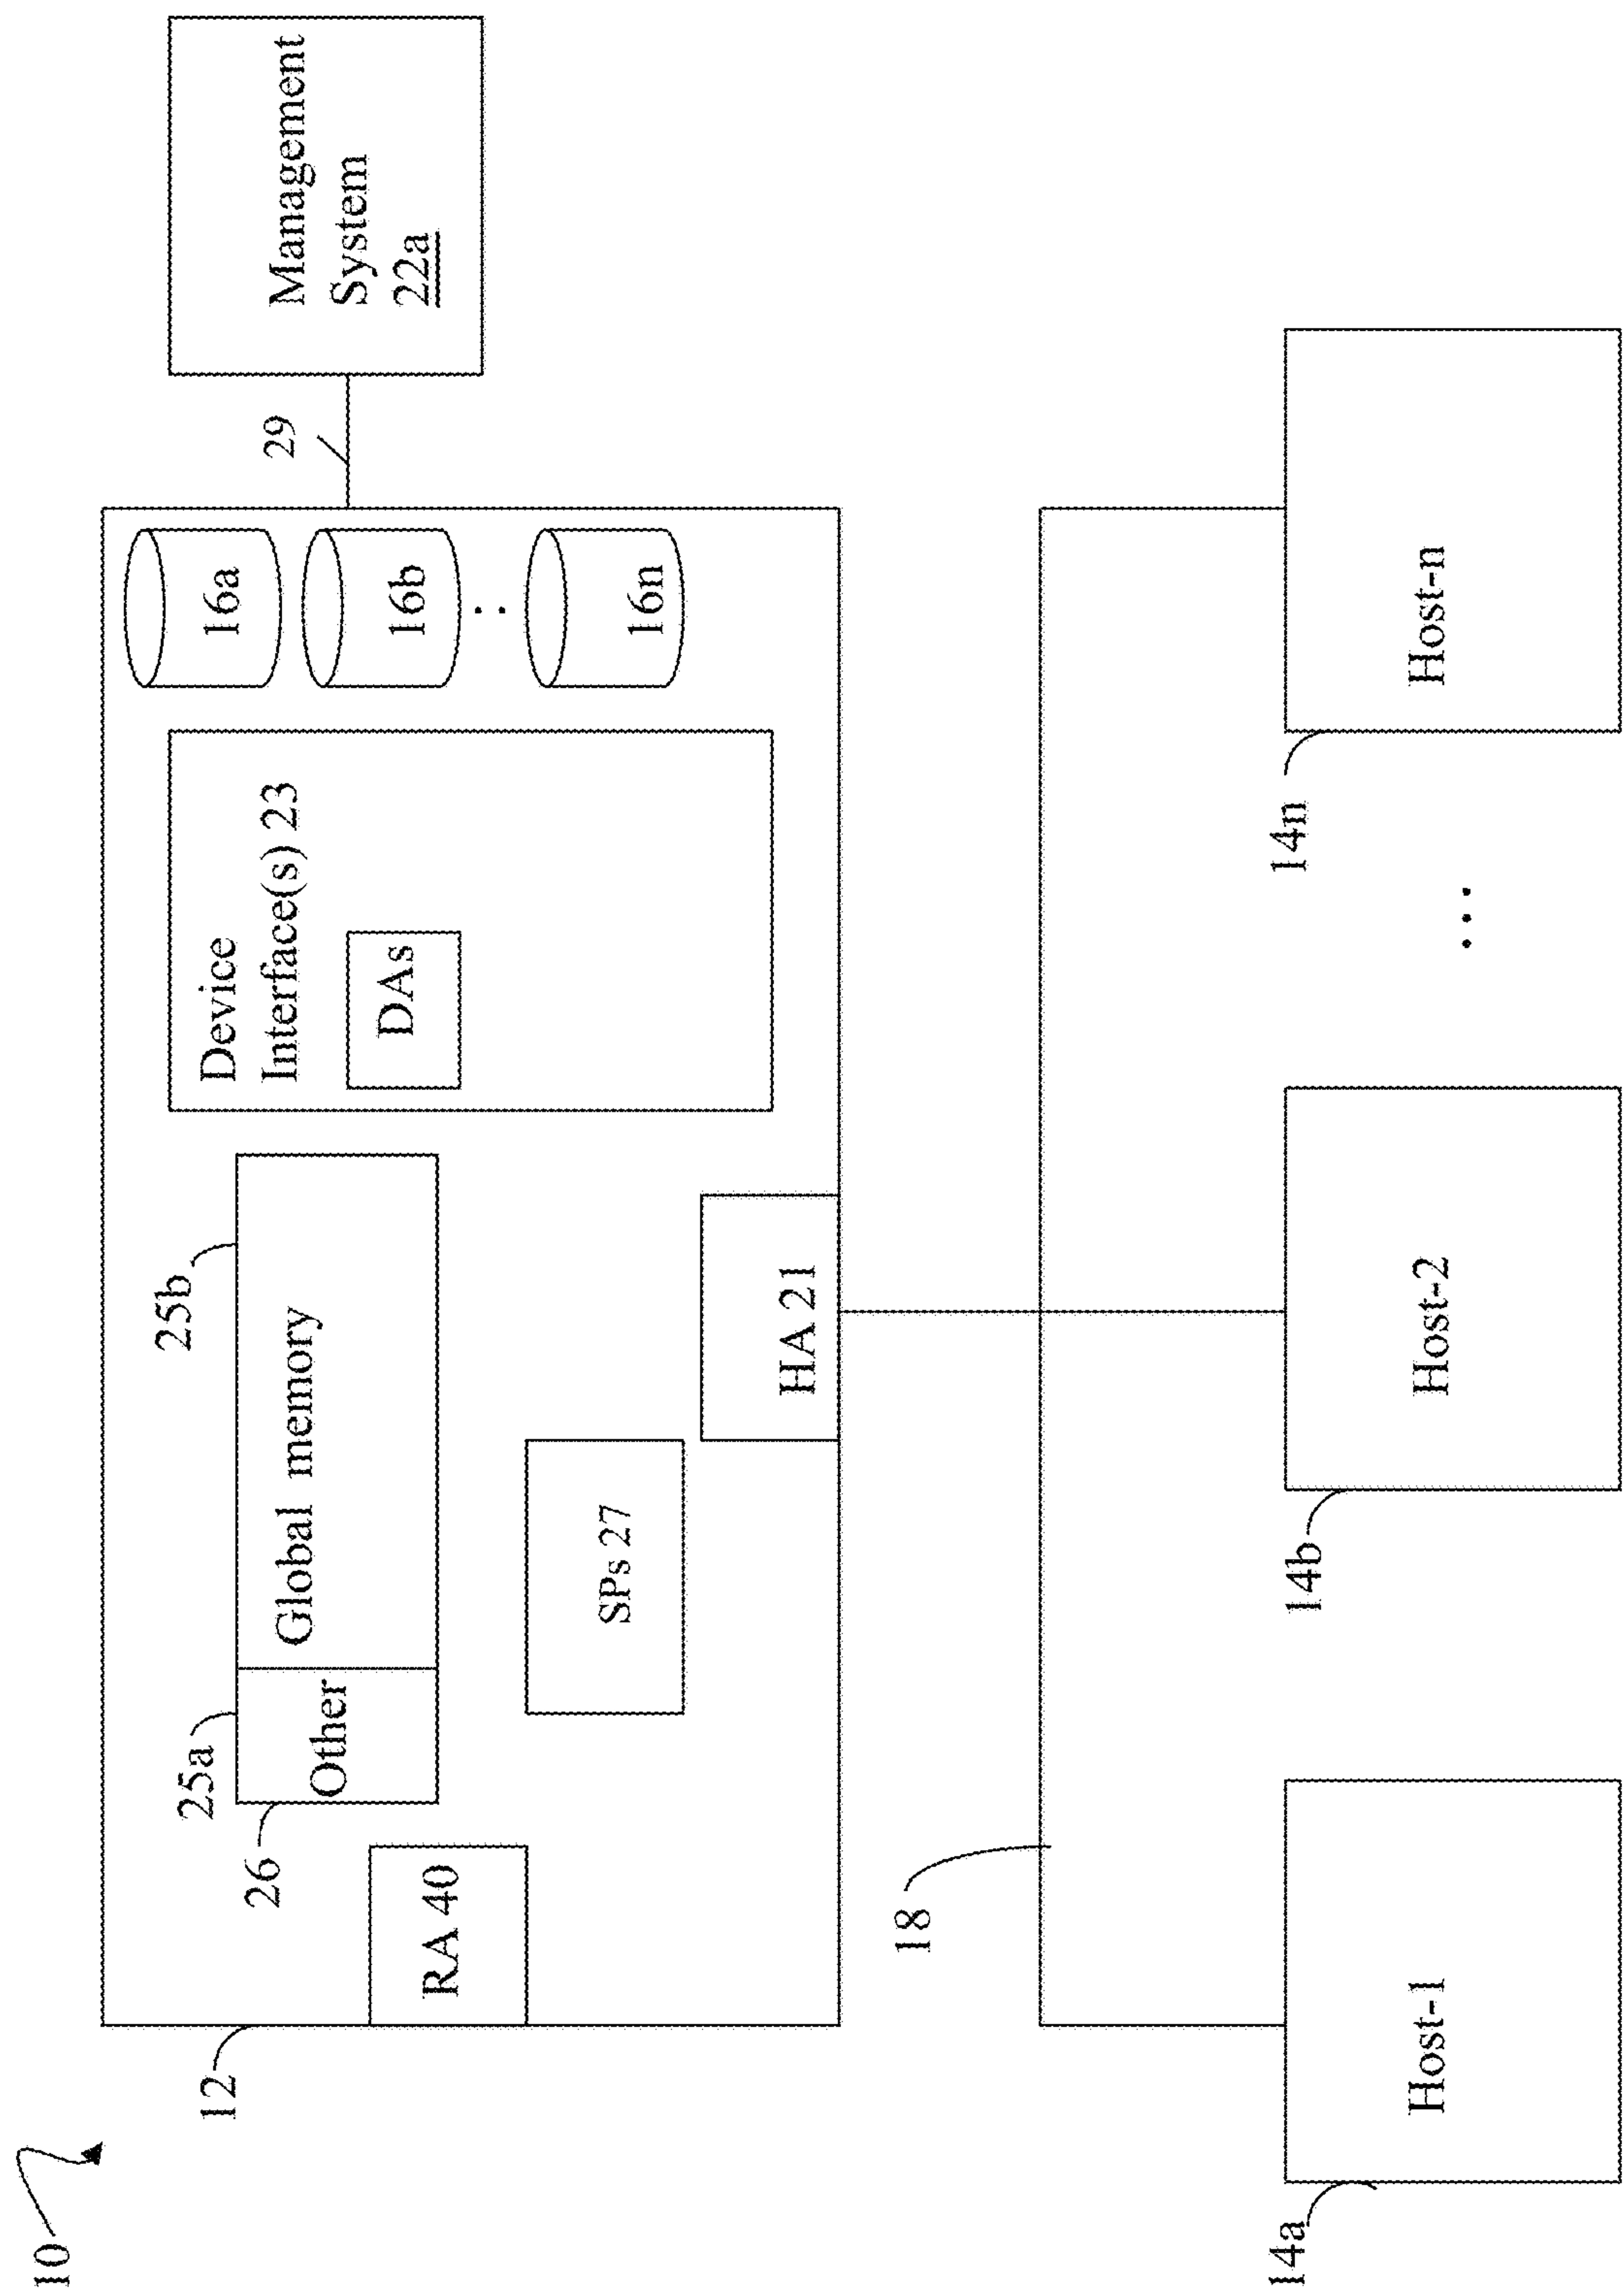 10
12
RA 40
26
25a
Other
Global memory
25b
SPs 27
HA 21
Device
Interface(s) 23
DAs
16a
16b
16n
29
Management
System
22a
18
14a
Host-1
14b
Host-2
14n
Host-n